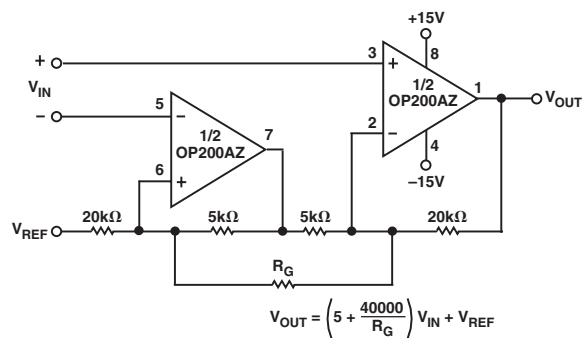 +15V
+
3
8
+
V_IN
1/2
OP200AZ
1
V_OUT
−
5
−
1/2
OP200AZ
7
2
−
4
−15V
6
+
V_REF
20kΩ
5kΩ
5kΩ
20kΩ
R_G
V_OUT = (5 + 40000/R_G) V_IN + V_REF